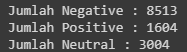 Jumlah Negative : 8513
Jumlah Positive : 1604
Jumlah Neutral : 3004